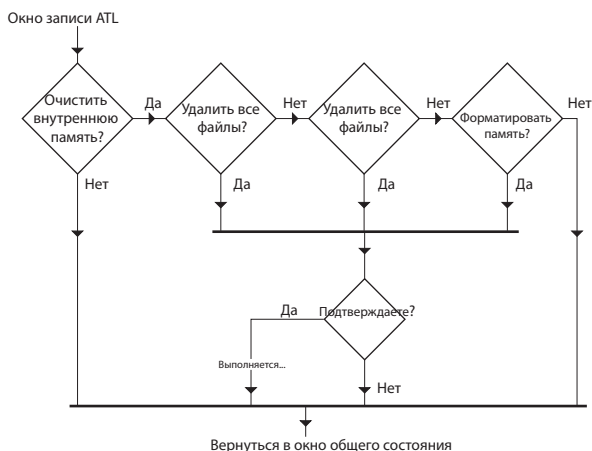 Окно записи ATL
Очистить
внутреннюю
память?
Да
Удалить все
файлы?
Нет
Удалить все
файлы?
Нет
Форматировать
память?
Нет
Нет
Да
Да
Да
Подтверждаете?
Да
Выполняется...
Нет
Вернуться в окно общего состояния